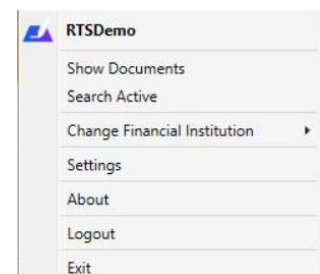 RTSDemo
Show Documents
Search Active
Change Financial Institution
Settings
About
Logout
Exit